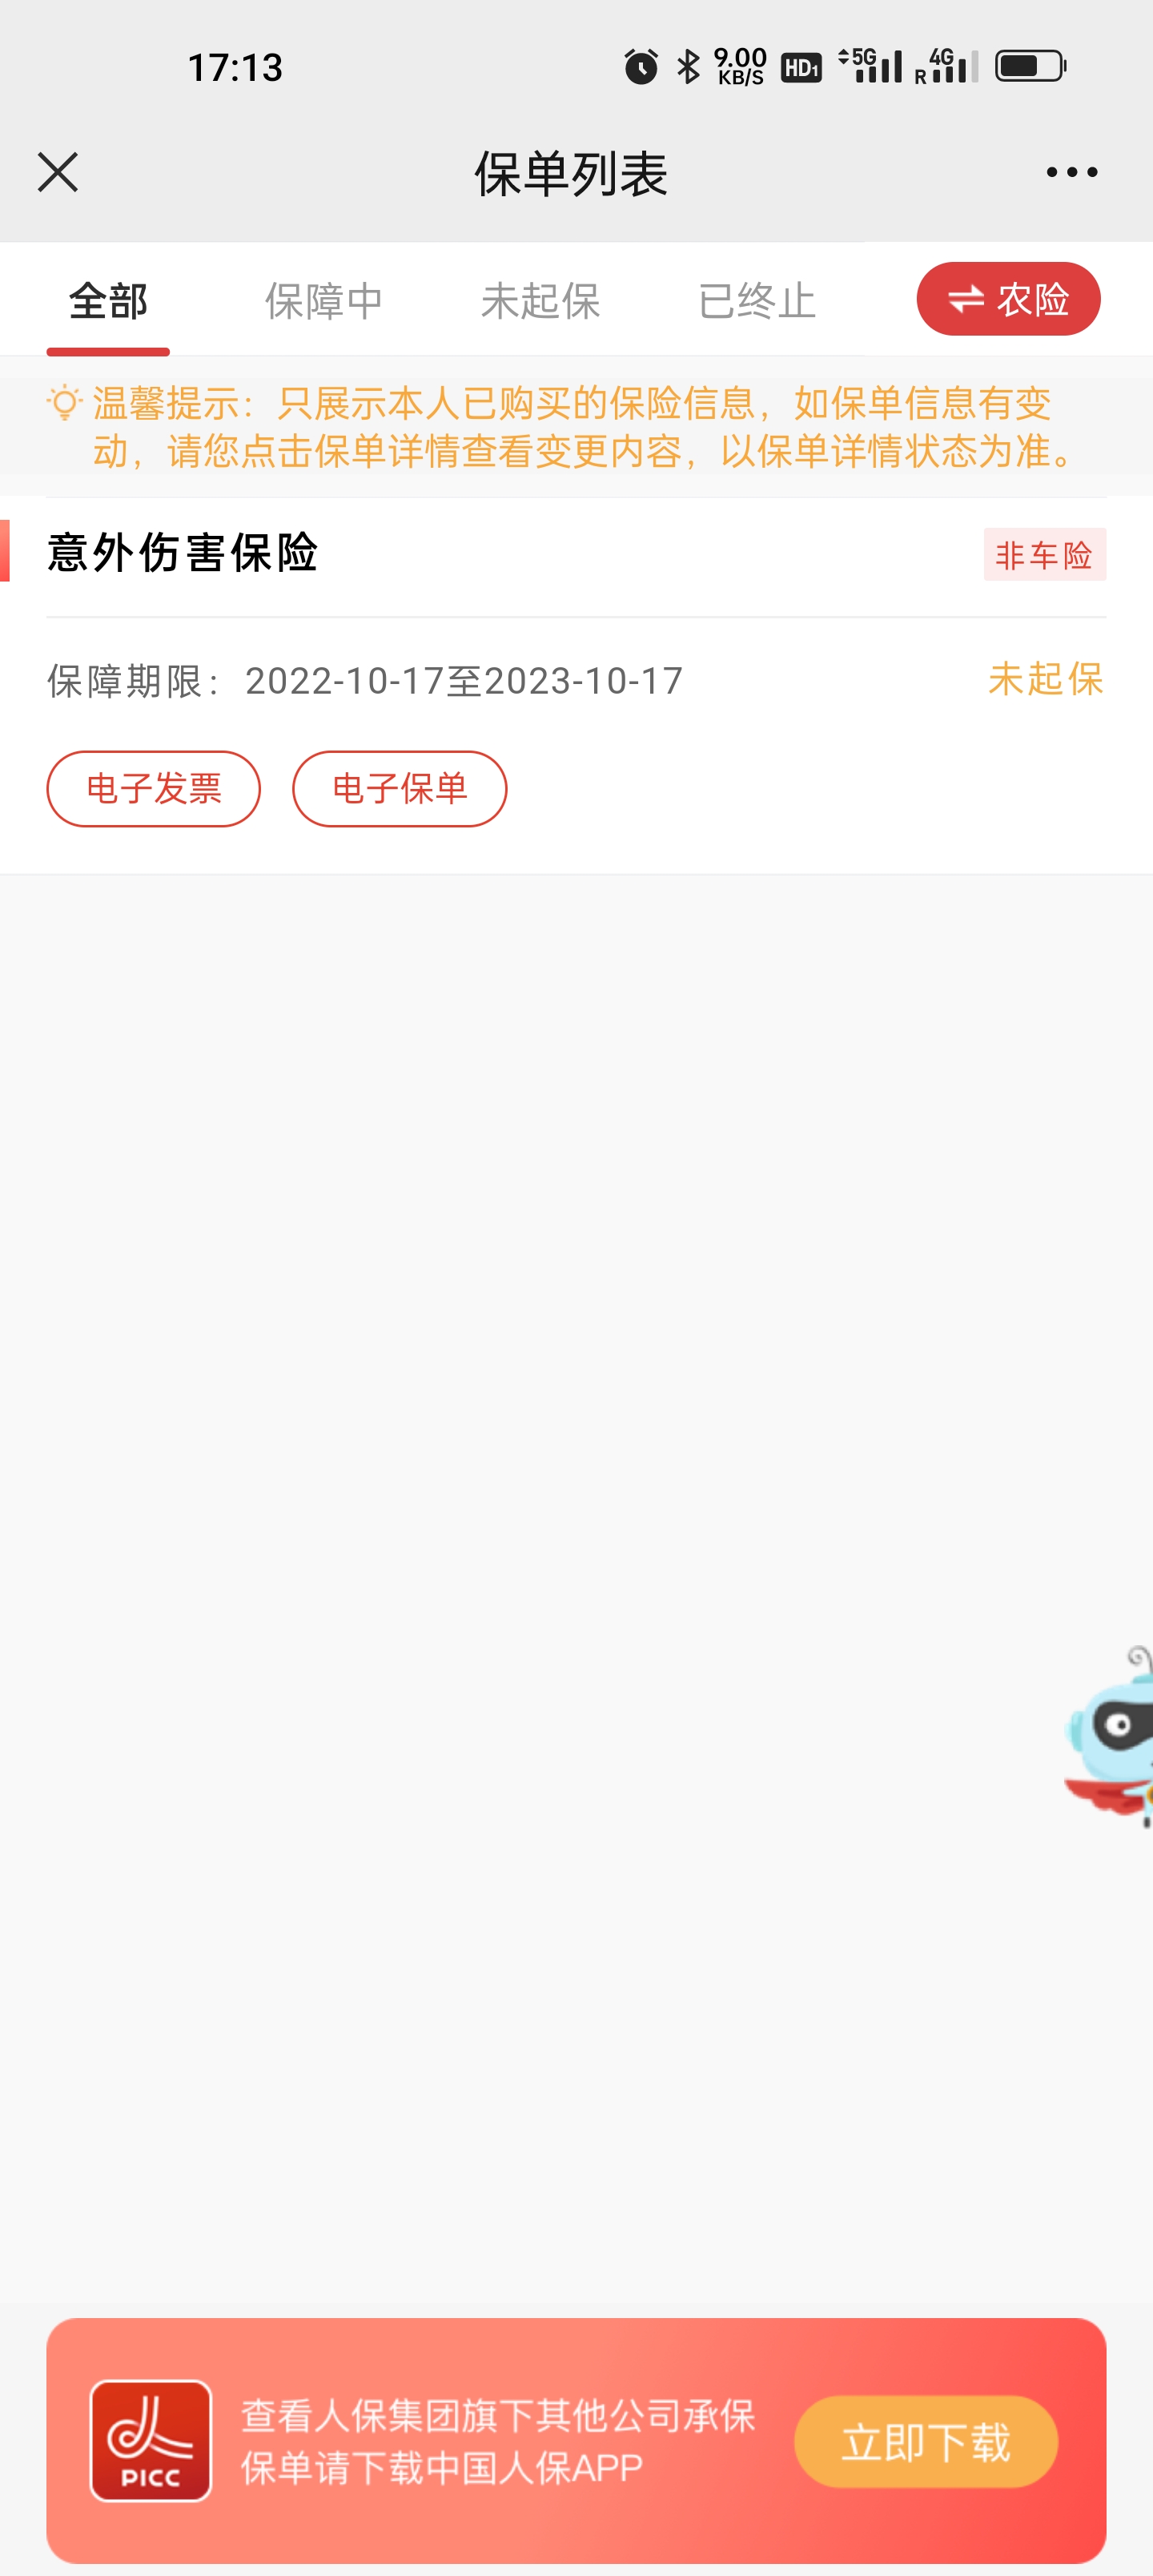 17:13
9.00
KB/S
HD1
5G
R
4G
保单列表
全部
保障中
未起保
已终止
农险
温馨提示：只展示本人已购买的保险信息，如保单信息有变
动，请您点击保单详情查看变更内容，以保单详情状态为准。
意外伤害保险
非车险
保障期限：2022-10-17至2023-10-17
未起保
电子发票
电子保单
PICC
查看人保集团旗下其他公司承保
保单请下载中国人保APP
立即下载